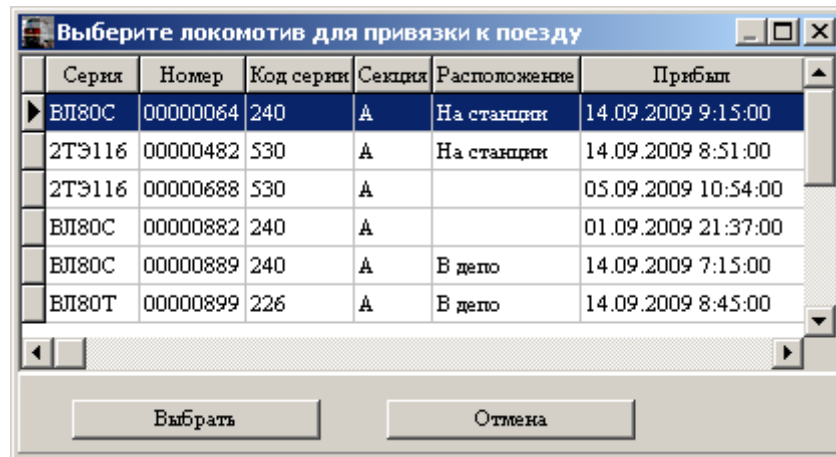 Выберите локомотив для привязки к поезду
Серия Номер Код серии Секция Расположение Прибыл
ВЛ80С 00000064 240 А На станции 14.09.2009 9:15:00
2ТЭ116 00000482 530 А На станции 14.09.2009 8:51:00
2ТЭ116 00000688 530 А 05.09.2009 10:54:00
ВЛ80С 00000882 240 А 01.09.2009 21:37:00
ВЛ80С 00000889 240 А В депо 14.09.2009 7:15:00
ВЛ80Т 00000899 226 А В депо 14.09.2009 8:45:00
Выбрать Отмена